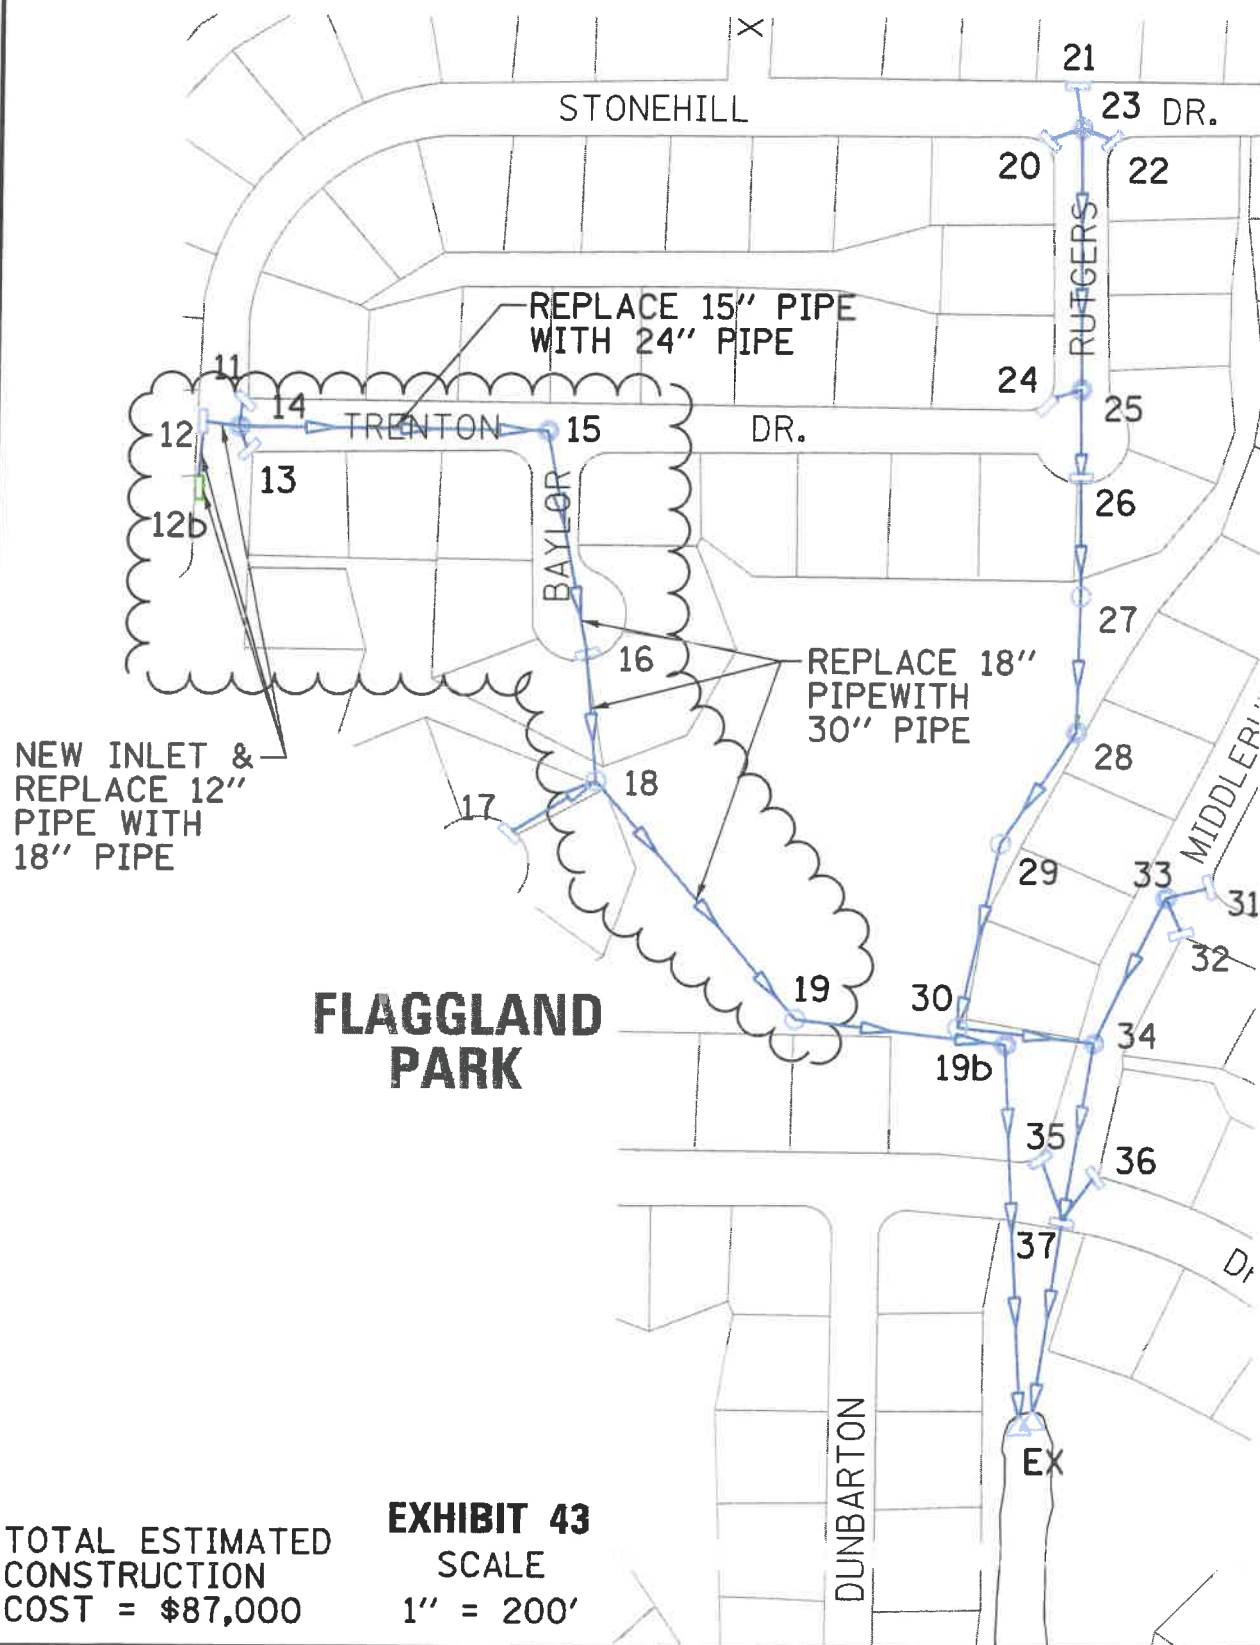 X
21
STONEHILL
23 DR.
20
22
RUTGERS
REPLACE 15" PIPE
WITH 24" PIPE
11
14
24
25
12
TRENTON
15
DR.
13
12b
BAYLOR
26
27
16
REPLACE 18"
PIPEWITH
30" PIPE
NEW INLET &
REPLACE 12"
PIPE WITH
18" PIPE
18
28
17
29
33
31
32
FLAGGLAND
PARK
19
30
19b
34
35
36
37
DUNBARTON
EX
TOTAL ESTIMATED
CONSTRUCTION
COST = $87,000
EXHIBIT 43
SCALE
1" = 200'